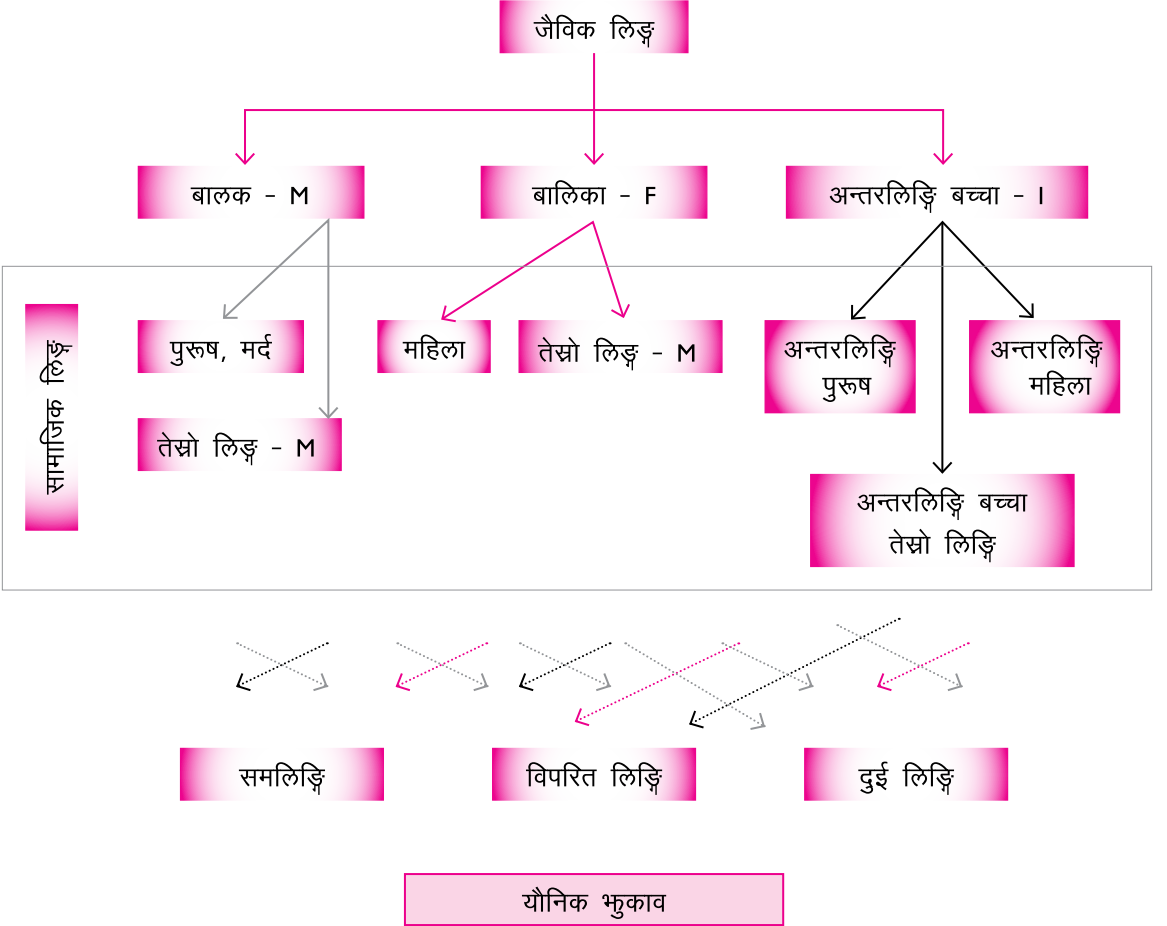 जैविक लिङ्ग
बालक - M
बालिका - F
अन्तरलिङ्गि बच्चा - I
सामाजिक लिङ्ग
पुरूष, मर्द
महिला
तेस्रो लिङ्ग - M
अन्तरलिङ्गि
पुरूष
अन्तरलिङ्गि
महिला
तेस्रो लिङ्ग - M
अन्तरलिङ्गि बच्चा
तेस्रो लिङ्गि
समलिङ्गि
विपरित लिङ्गि
दुई लिङ्गि
यौनिक झुकाव